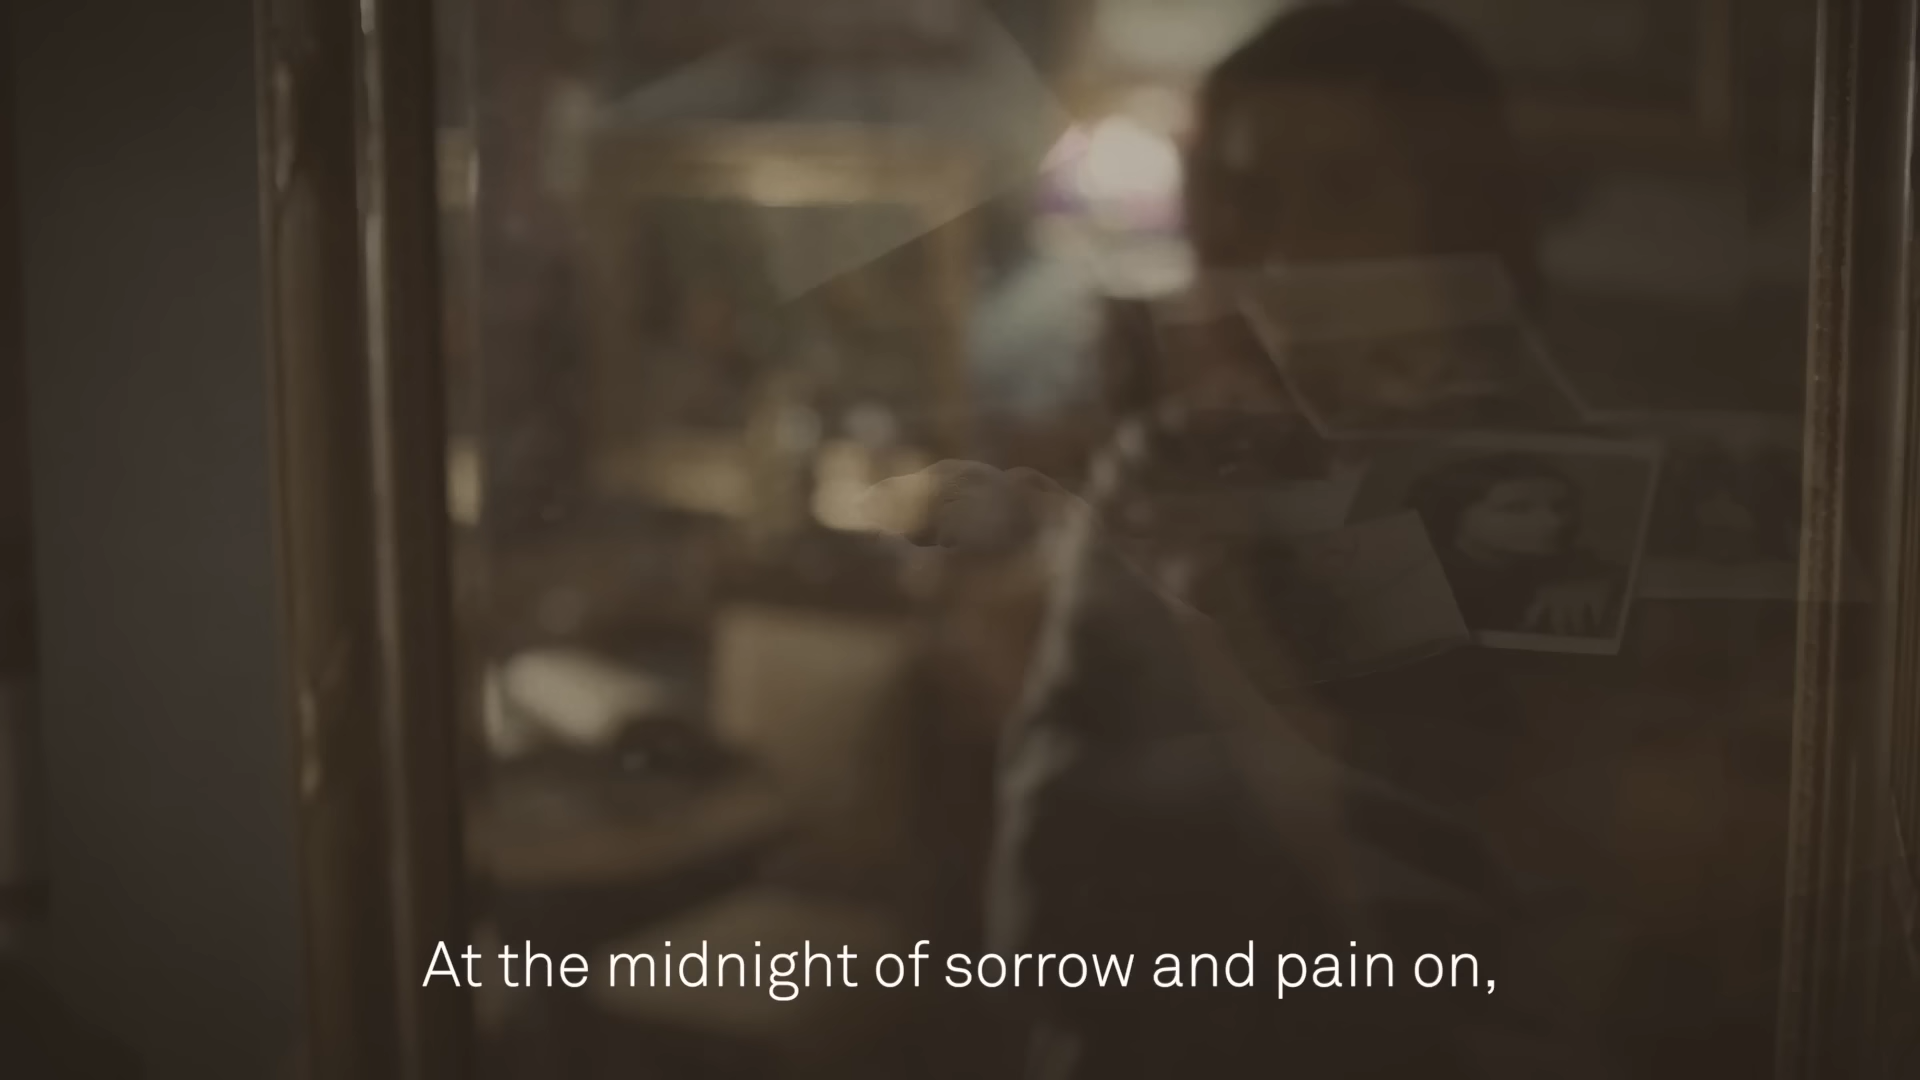 At the midnight of sorrow and pain on,